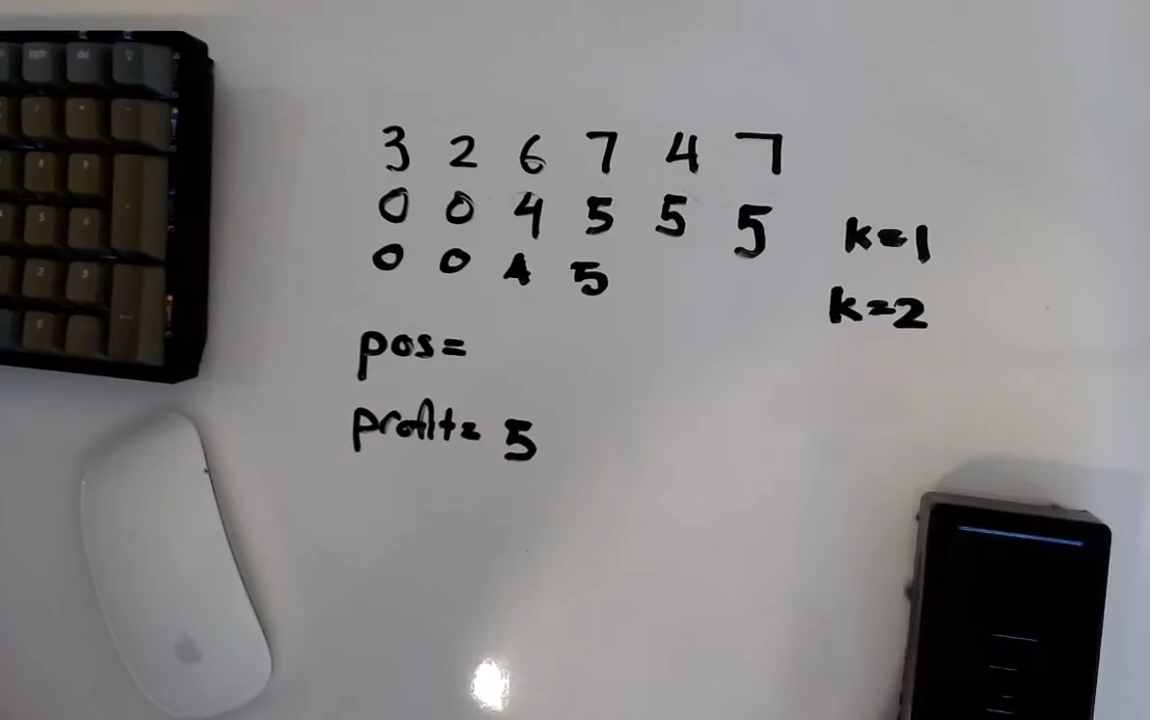 3 2 6 7 4 7
0 0 4 5 5 5 k=1
0 0 4 5 k=2
pos=
profit= 5